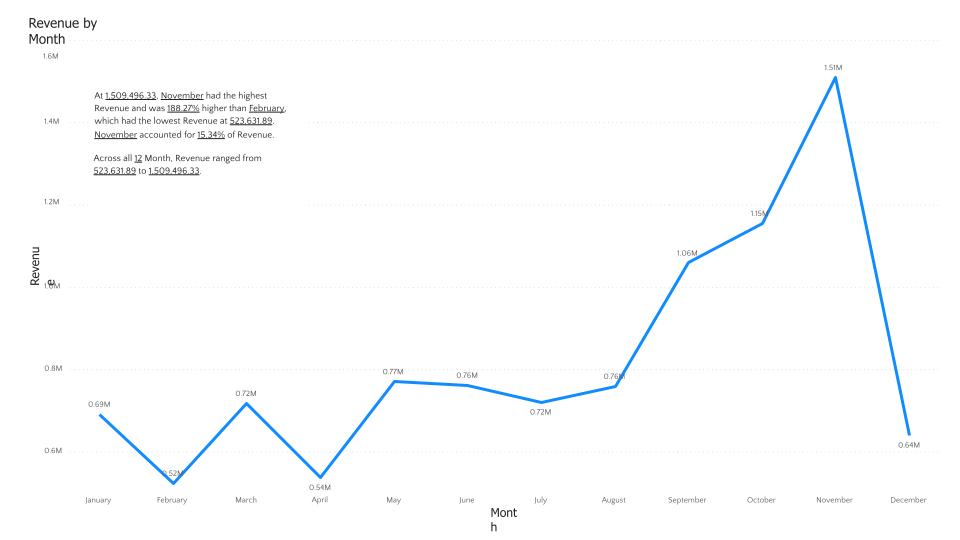 Revenue by
Month
1.6M
1.51M
At 1,509,496.33, November had the highest
Revenue and was 188.27% higher than February,
which had the lowest Revenue at 523,631.89.
November accounted for 15.34% of Revenue.
Across all 12 Month, Revenue ranged from
523,631.89 to 1,509,496.33.
1.4M
1.2M
1.15M
1.06M
Revenu
e
1.0M
0.8M
0.77M
0.76M
0.76M
0.72M
0.69M
0.72M
0.6M
0.64M
0.52M
0.54M
January
February
March
April
May
June
July
August
September
October
November
December
Mont
h